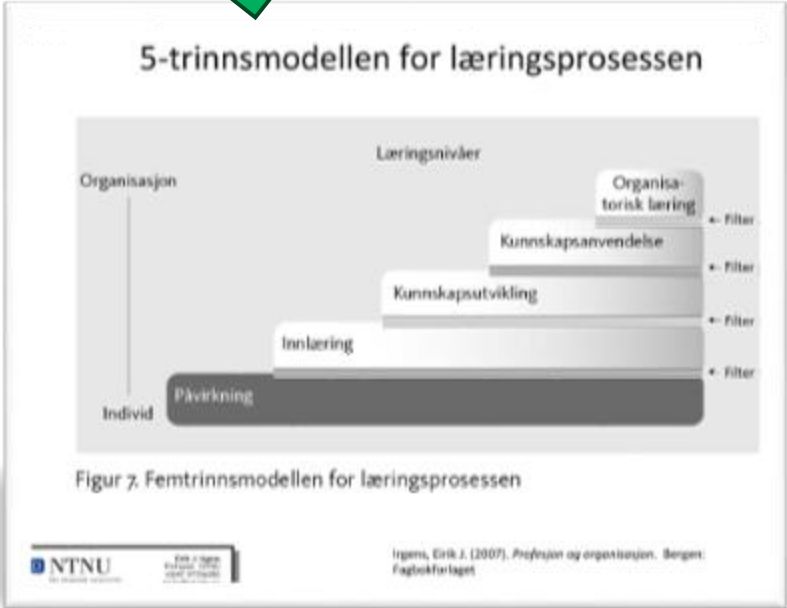 5-trinnsmodellen for læringsprosessen
Læringsnivåer
Organisasjon
Organisa-
torisk læring
← Filter
Kunnskapsanvendelse
← Filter
Kunnskapsutvikling
← Filter
Innlæring
← Filter
Påvirkning
Individ
Figur 7. Femtrinnsmodellen for læringsprosessen
NTNU
Irgens, Eirik J. (2007). Profesjon og organisasjon. Bergen:
Fagbokforlaget